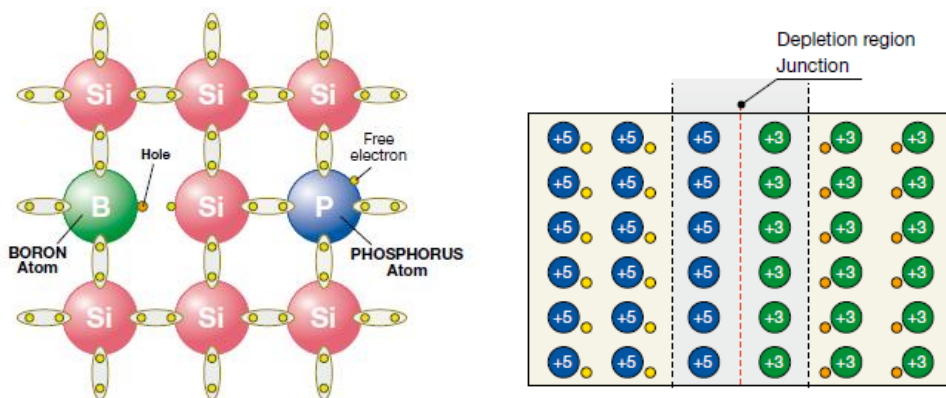 Si Si Si
Hole
Free
electron
B Si P
BORON
Atom
PHOSPHORUS
Atom
Si Si Si
Depletion region
Junction
+5 +5 +5 +3 +3 +3
+5 +5 +5 +3 +3 +3
+5 +5 +5 +3 +3 +3
+5 +5 +5 +3 +3 +3
+5 +5 +5 +3 +3 +3
+5 +5 +5 +3 +3 +3